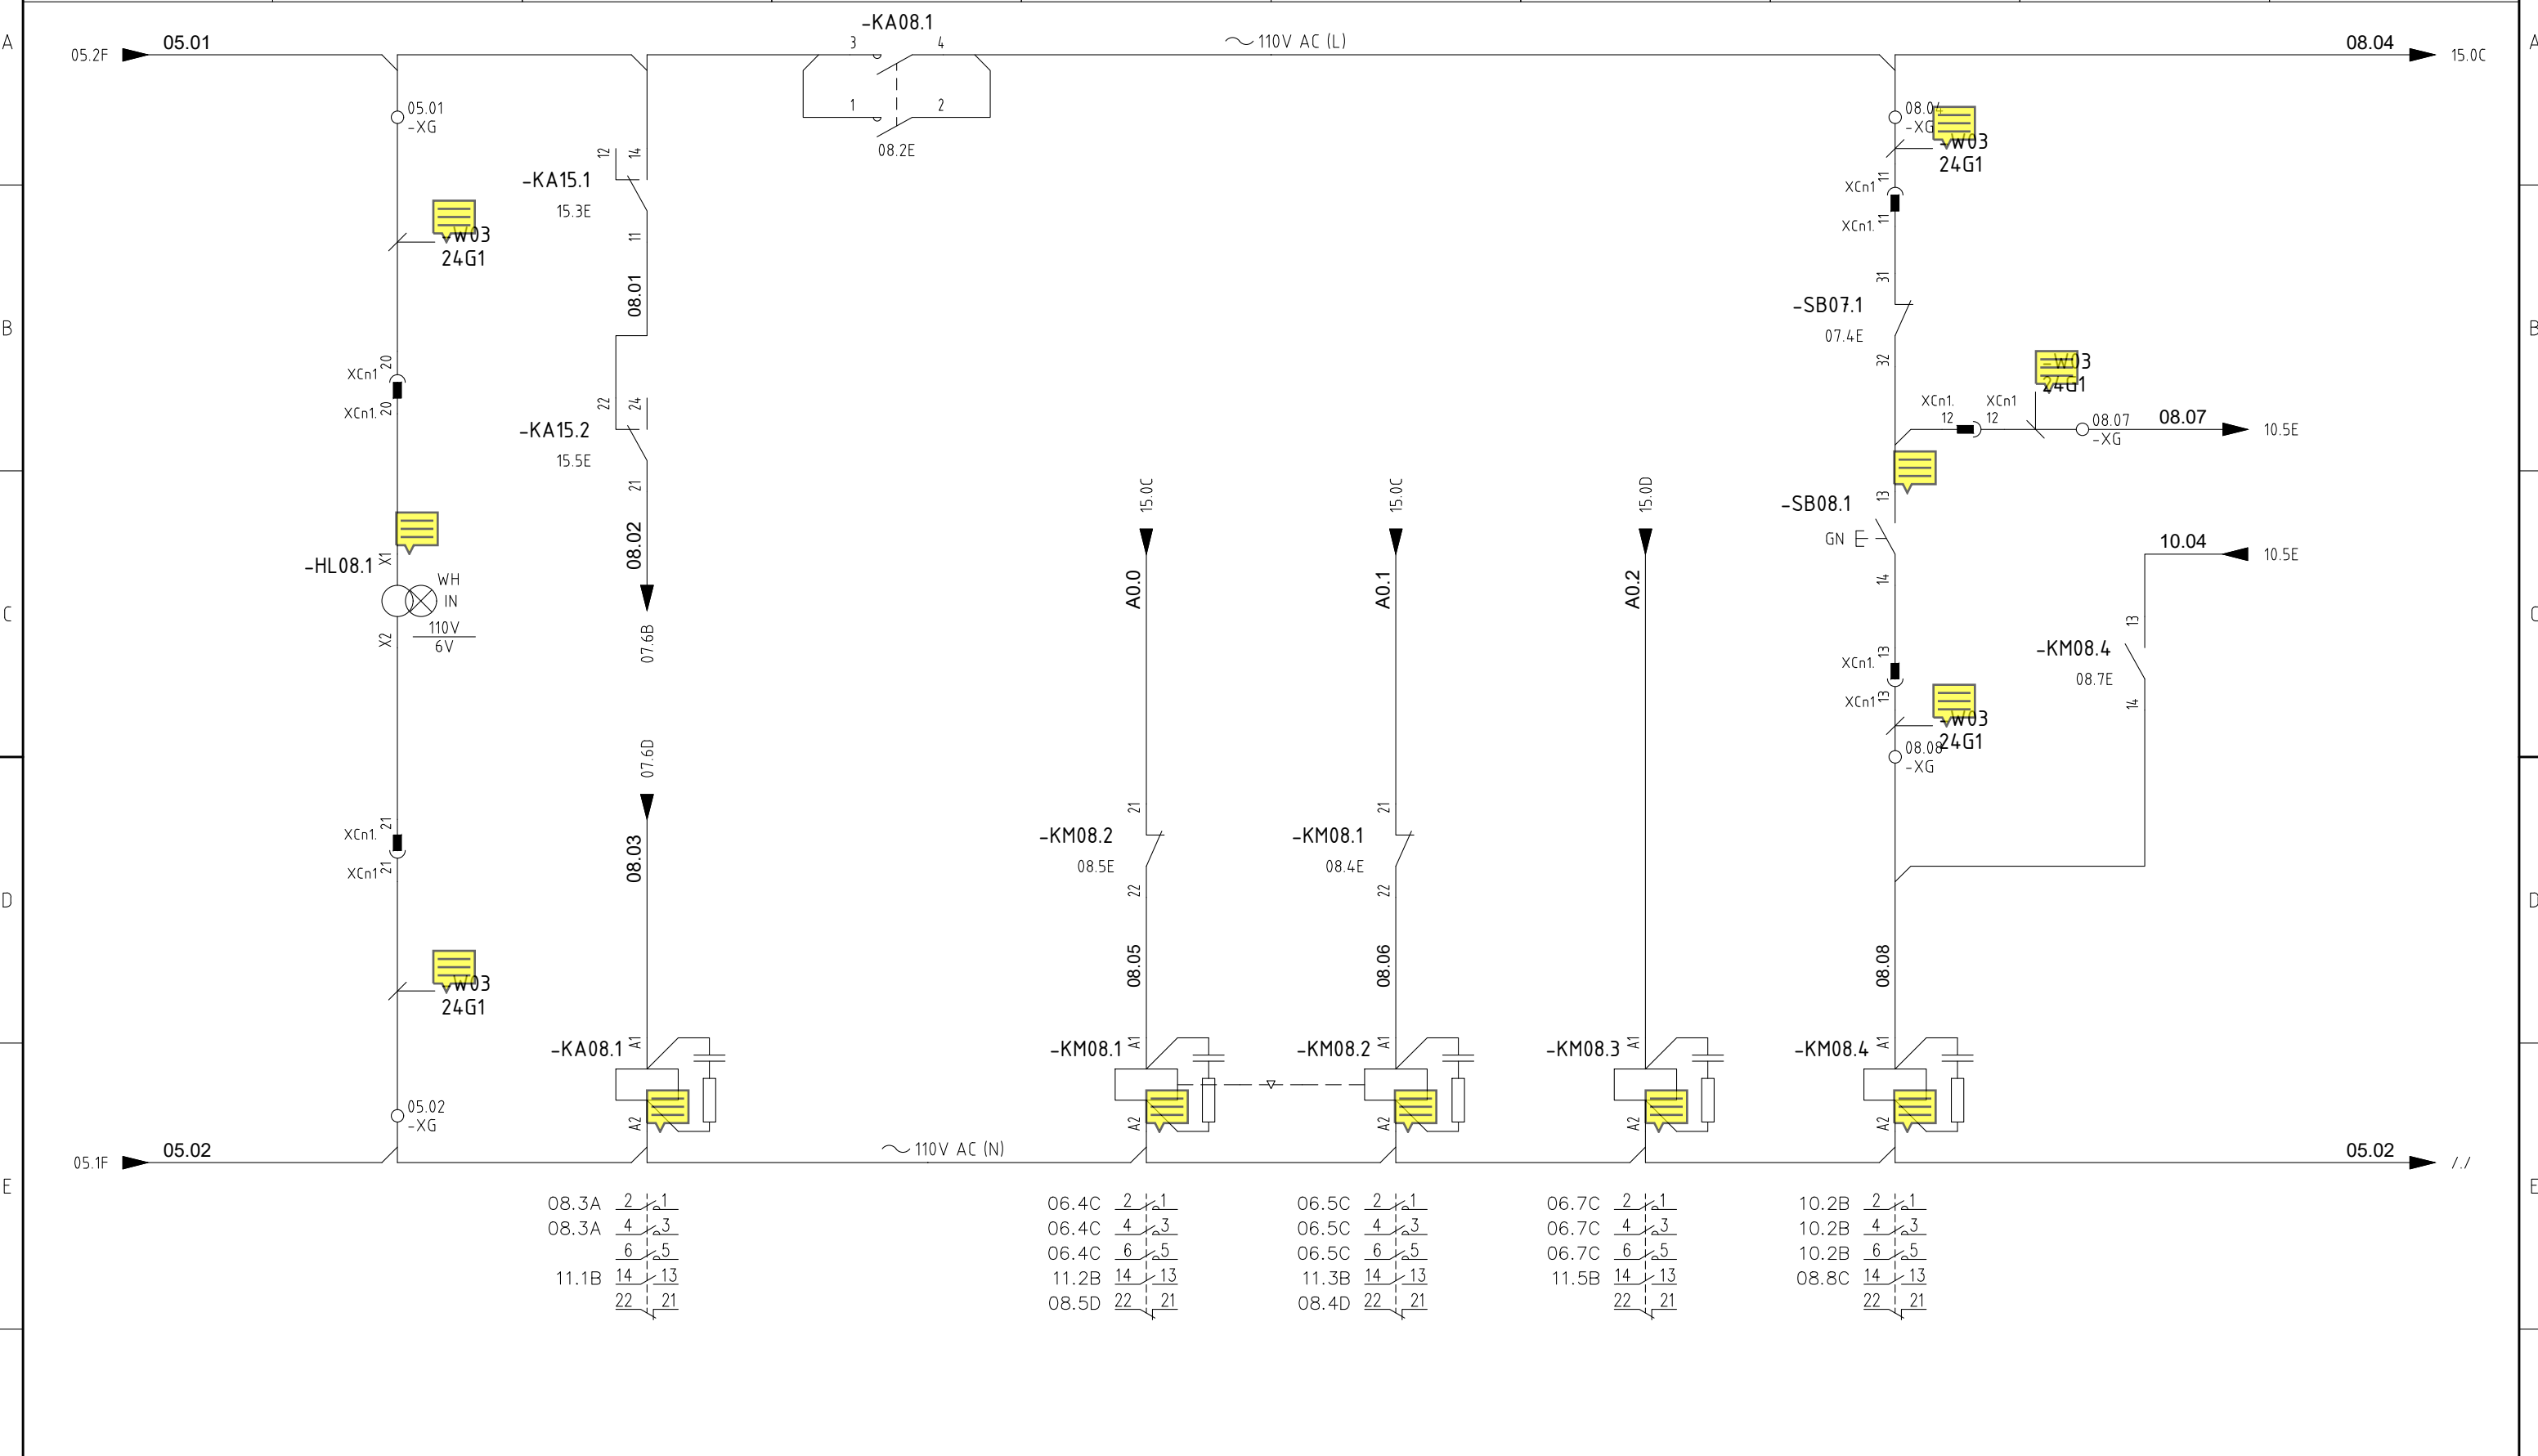 A
A
-KA08.1
05.2F
05.01
3
4
110V AC (L)
08.04
15.0C
05.01
-XG
1
2
08.2E
12
14
-KA15.1
15.3E
11
08.01
-XG
-W03
24G1
XCn1
11
XCn1.
11
-W03
24G1
31
-SB07.1
07.4E
32
B
B
XCn1
20
XCn1.
20
22
24
-KA15.2
15.5E
21
08.02
-W03
24G1
XCn1.
12
XCn1
12
08.07
-XG
08.07
10.5E
15.0C
15.0C
15.0D
13
-SB08.1
GN
14
10.04
10.5E
-HL08.1
X1
WH
IN
110V
6V
X2
07.6B
A0.0
A0.1
A0.2
C
C
13
-KM08.4
08.7E
14
XCn1.
13
XCn1
13
-W03
24G1
08.08
-XG
07.6D
08.03
XCn1.
21
XCn1
21
21
-KM08.2
08.5E
22
21
-KM08.1
08.4E
22
D
D
-W03
24G1
08.05
08.06
08.08
-KA08.1
A1
A2
-KM08.1
A1
A2
-KM08.2
A1
A2
-KM08.3
A1
A2
-KM08.4
A1
A2
05.02
-XG
05.1F
05.02
110V AC (N)
05.02
/./
E
E
08.3A 2 1
08.3A 4 3
6 5
11.1B 14 13
22 21
06.4C 2 1
06.4C 4 3
06.4C 6 5
11.2B 14 13
08.5D 22 21
06.5C 2 1
06.5C 4 3
06.5C 6 5
11.3B 14 13
08.4D 22 21
06.7C 2 1
06.7C 4 3
06.7C 6 5
11.5B 14 13
22 21
10.2B 2 1
10.2B 4 3
10.2B 6 5
08.8C 14 13
22 21